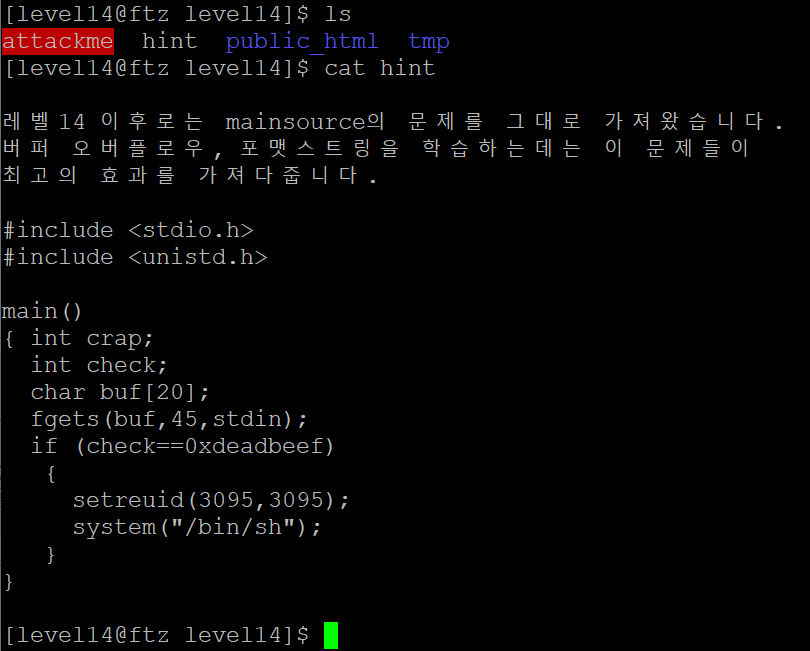 [level14@ftz level14]$ ls
attackme  hint  public_html  tmp
[level14@ftz level14]$ cat hint

레벨14 이후로는 mainsource의 문제를 그대로 가져왔습니다.
버퍼 오버플로우, 포맷스트링을 학습하는데는 이 문제들이
최고의 효과를 가져다줍니다.

#include <stdio.h>
#include <unistd.h>

main()
{ int crap;
  int check;
  char buf[20];
  fgets(buf,45,stdin);
  if (check==0xdeadbeef)
   {
     setreuid(3095,3095);
     system("/bin/sh");
   }
}

[level14@ftz level14]$